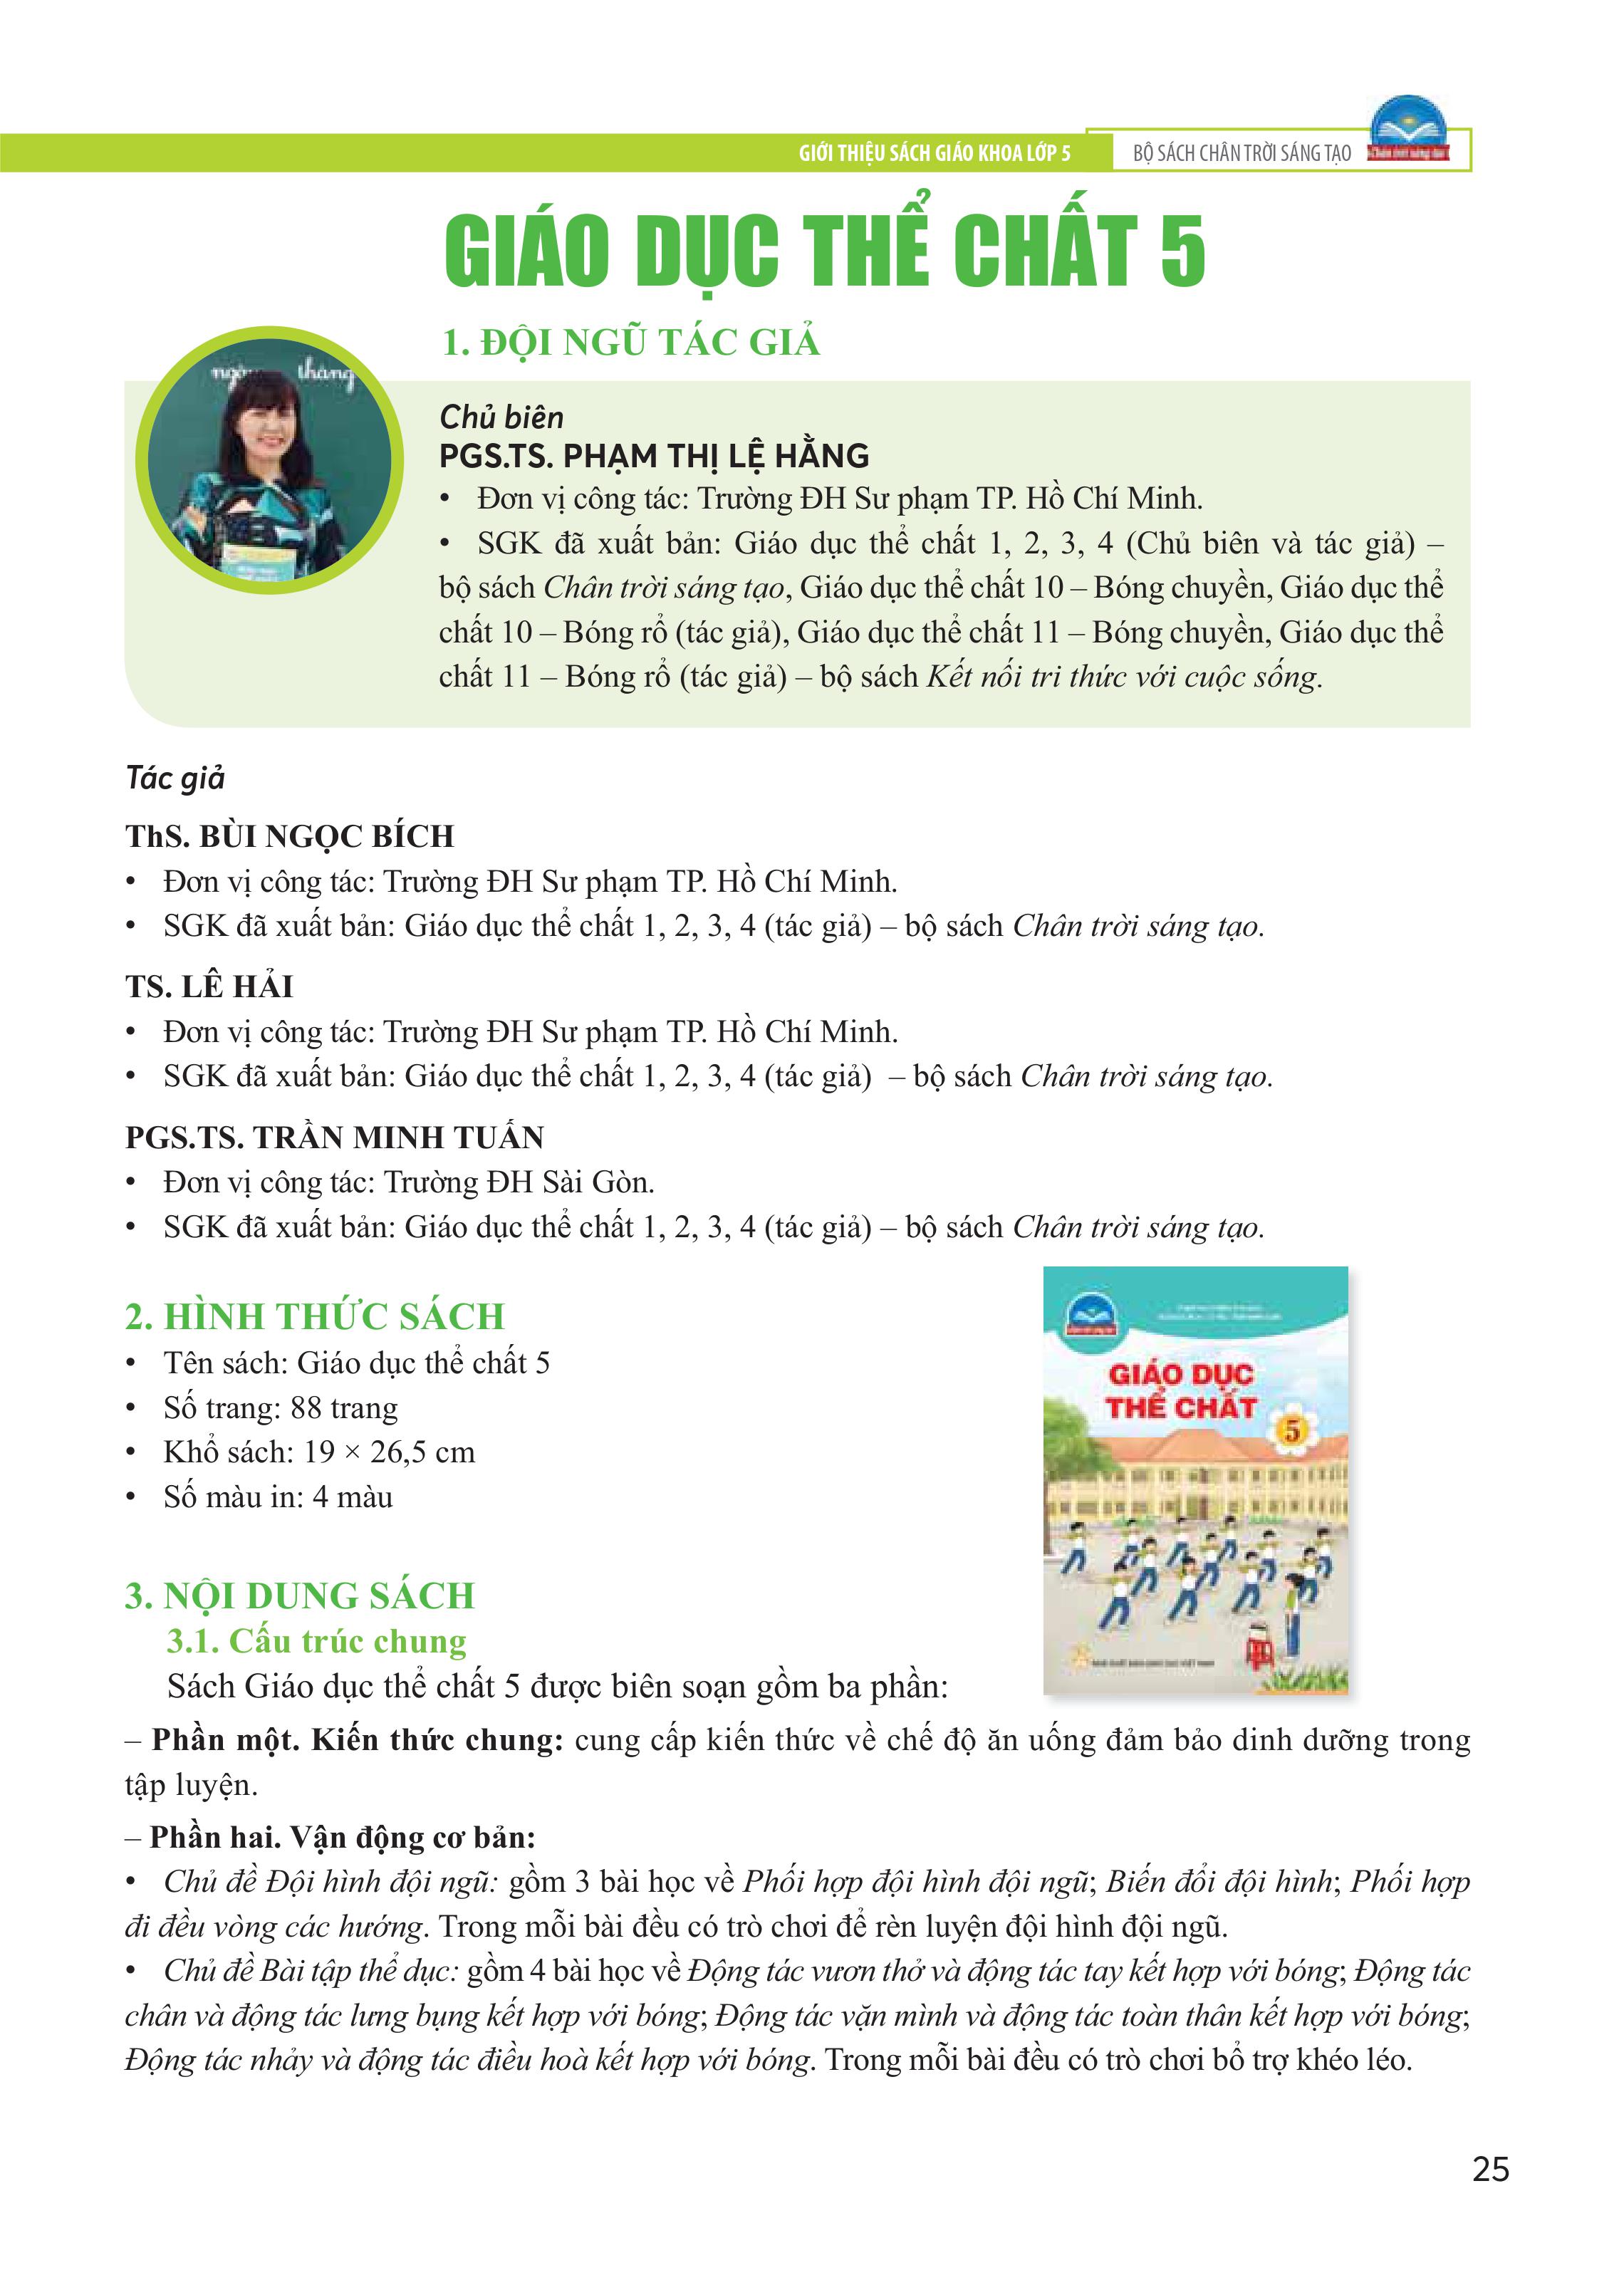 GIỚI THIỆU SÁCH GIÁO KHOA LỚP 5
BỘ SÁCH CHÂN TRỜI SÁNG TẠO
GIÁO DỤC THỂ CHẤT 5
1. ĐỘI NGŨ TÁC GIẢ
tháng
Chủ biên
PGS.TS. PHẠM THỊ LỆ HẰNG
• Đơn vị công tác: Trường ĐH Sư phạm TP. Hồ Chí Minh.
• SGK đã xuất bản: Giáo dục thể chất 1, 2, 3, 4 (Chủ biên và tác giả) –
bộ sách Chân trời sáng tạo, Giáo dục thể chất 10 – Bóng chuyền, Giáo dục thể
chất 10 – Bóng rổ (tác giả), Giáo dục thể chất 11 – Bóng chuyền, Giáo dục thể
chất 11 – Bóng rổ (tác giả) – bộ sách Kết nối tri thức với cuộc sống.
Tác giả
ThS. BÙI NGỌC BÍCH
• Đơn vị công tác: Trường ĐH Sư phạm TP. Hồ Chí Minh.
• SGK đã xuất bản: Giáo dục thể chất 1, 2, 3, 4 (tác giả) – bộ sách Chân trời sáng tạo.
TS. LÊ HẢI
• Đơn vị công tác: Trường ĐH Sư phạm TP. Hồ Chí Minh.
• SGK đã xuất bản: Giáo dục thể chất 1, 2, 3, 4 (tác giả) – bộ sách Chân trời sáng tạo.
PGS.TS. TRẦN MINH TUẤN
• Đơn vị công tác: Trường ĐH Sài Gòn.
• SGK đã xuất bản: Giáo dục thể chất 1, 2, 3, 4 (tác giả) – bộ sách Chân trời sáng tạo.
2. HÌNH THỨC SÁCH
• Tên sách: Giáo dục thể chất 5
• Số trang: 88 trang
• Khổ sách: 19 × 26,5 cm
• Số màu in: 4 màu
GIÁO DỤC
THỂ CHẤT
5
3. NỘI DUNG SÁCH
3.1. Cấu trúc chung
Sách Giáo dục thể chất 5 được biên soạn gồm ba phần:
– Phần một. Kiến thức chung: cung cấp kiến thức về chế độ ăn uống đảm bảo dinh dưỡng trong
tập luyện.
– Phần hai. Vận động cơ bản:
• Chủ đề Đội hình đội ngũ: gồm 3 bài học về Phối hợp đội hình đội ngũ; Biến đổi đội hình; Phối hợp
đi đều vòng các hướng. Trong mỗi bài đều có trò chơi để rèn luyện đội hình đội ngũ.
• Chủ đề Bài tập thể dục: gồm 4 bài học về Động tác vươn thở và động tác tay kết hợp với bóng; Động tác
chân và động tác lưng bụng kết hợp với bóng; Động tác vặn mình và động tác toàn thân kết hợp với bóng;
Động tác nhảy và động tác điều hoà kết hợp với bóng. Trong mỗi bài đều có trò chơi bổ trợ khéo léo.
25